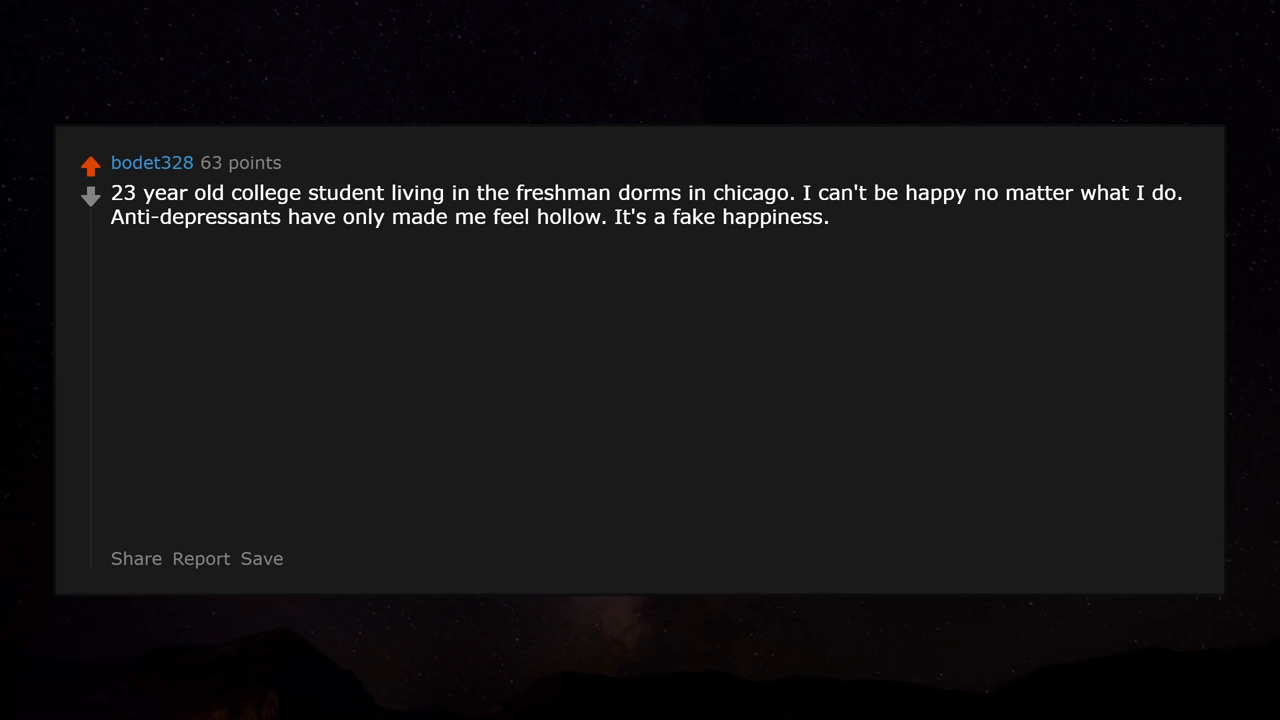 bodet328 63 points
23 year old college student living in the freshman dorms in chicago. I can't be happy no matter what I do.
Anti-depressants have only made me feel hollow. It's a fake happiness.
Share Report Save